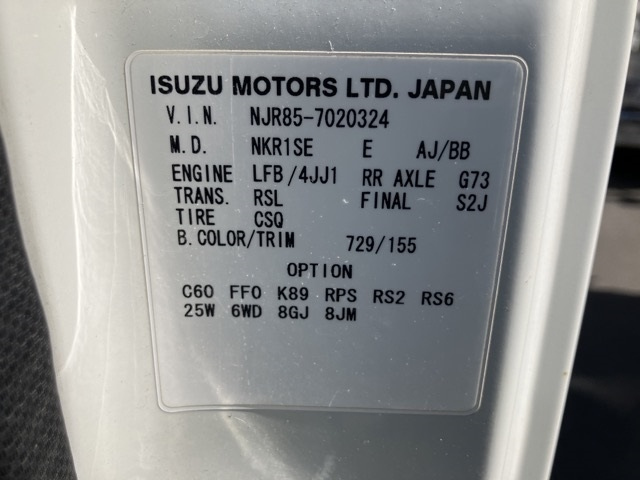 ISUZU MOTORS LTD. JAPAN
V.I.N. NJR85-7020324
M.D. NKR1SE E AJ/BB
ENGINE LFB/4JJ1 RR AXLE G73
TRANS. RSL FINAL S2J
TIRE CSQ
B.COLOR/TRIM 729/155
OPTION
C60 FF0 K89 RPS RS2 RS6
25W 6WD 8GJ 8JM